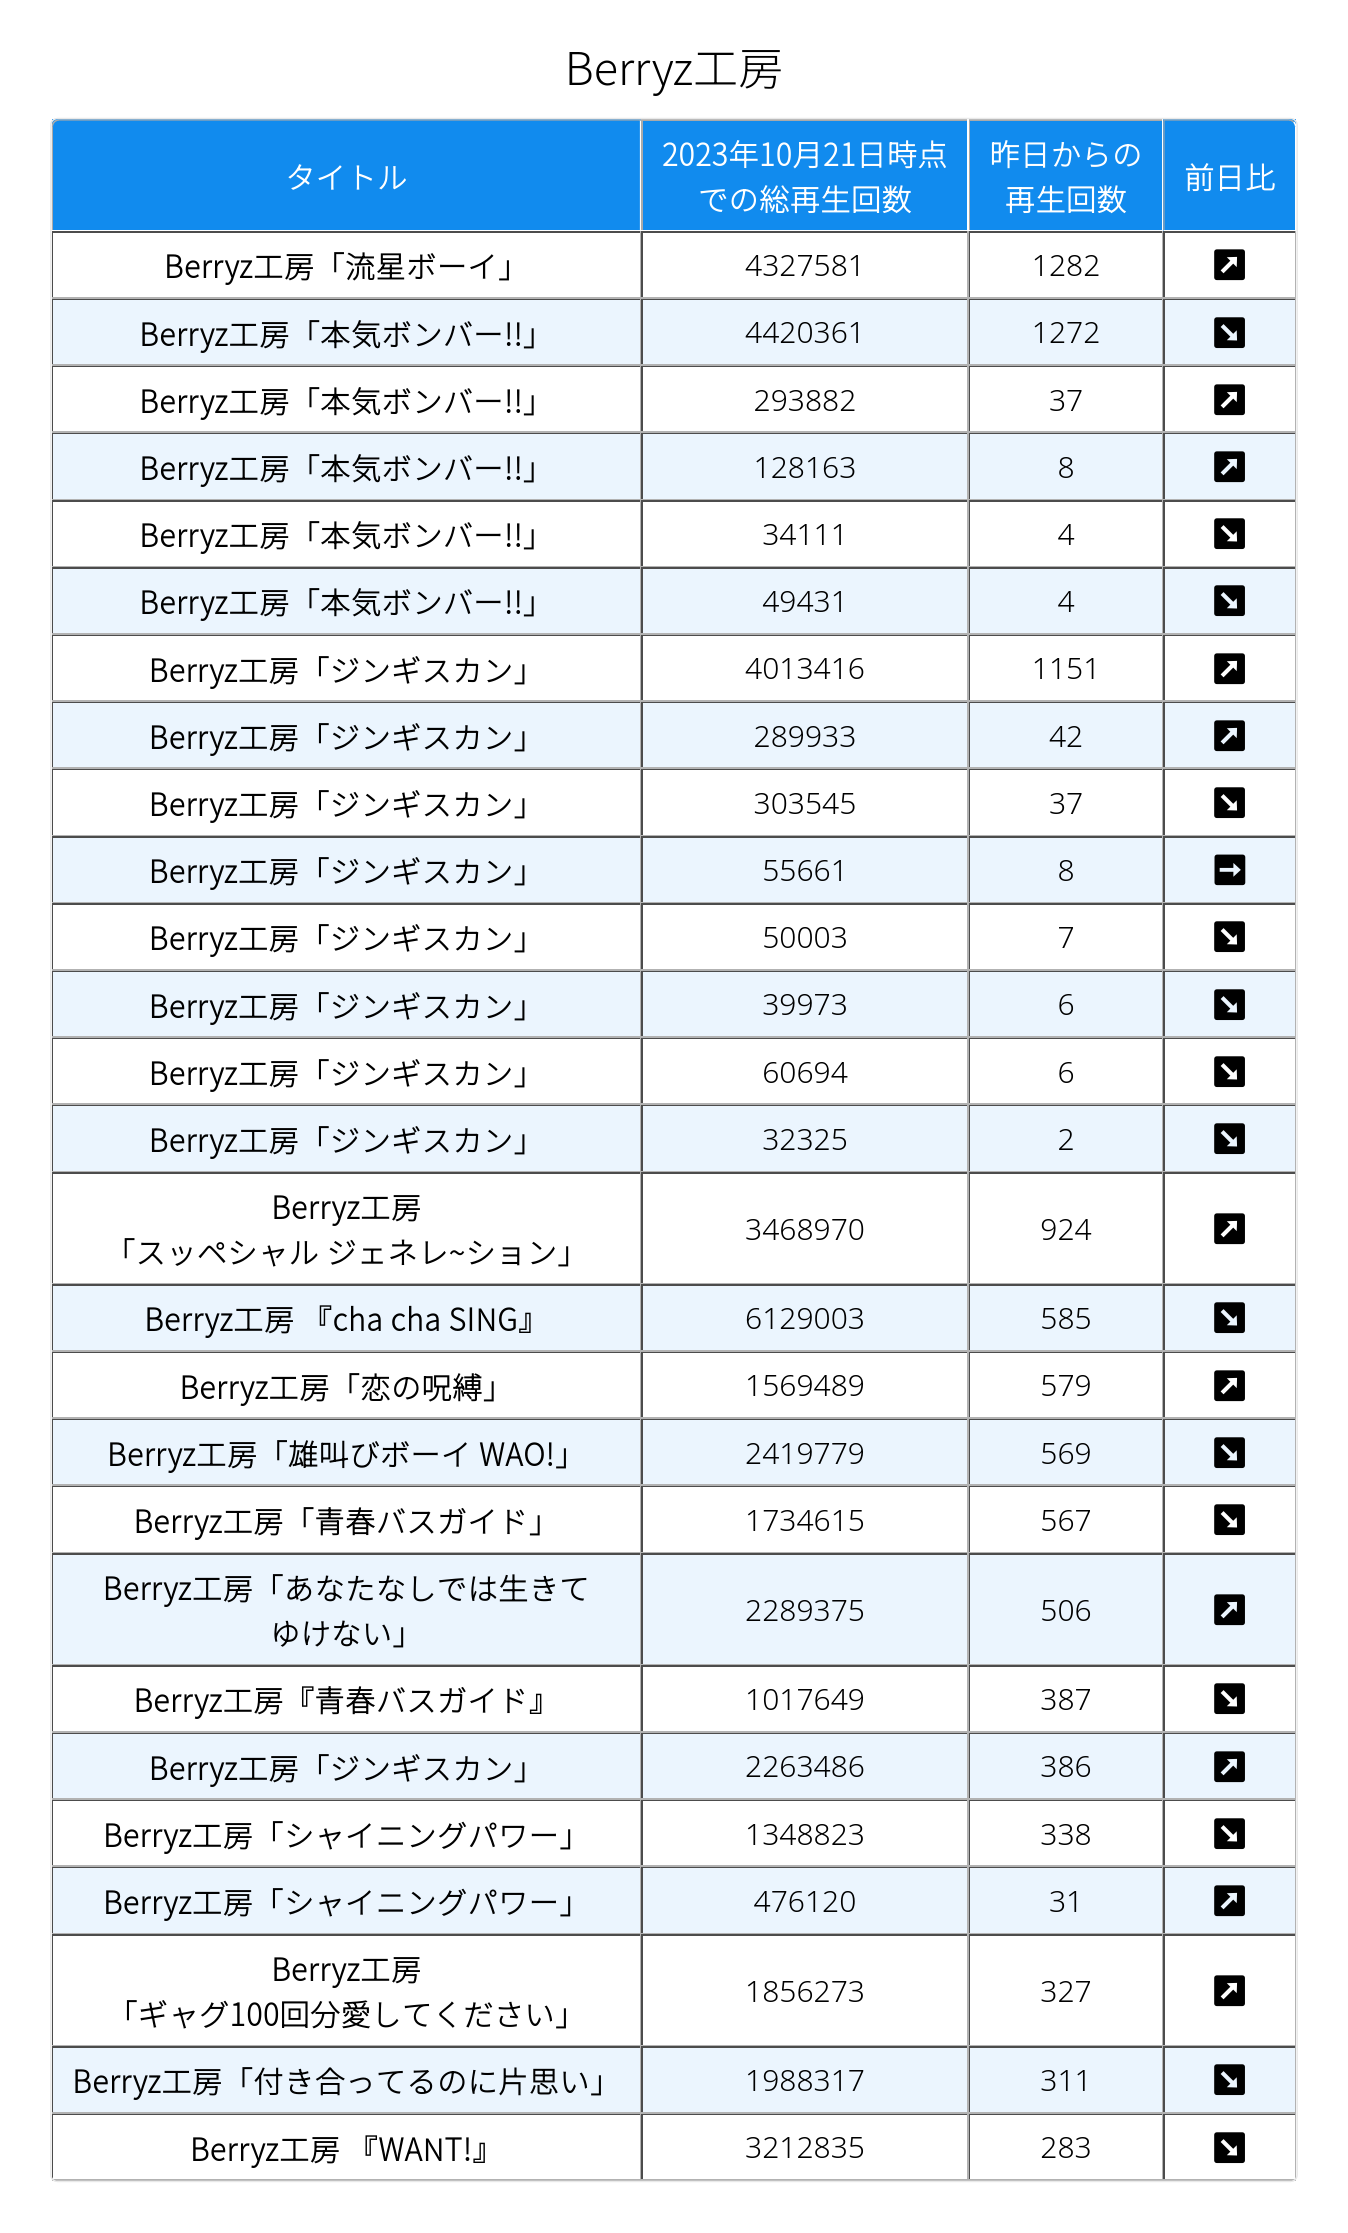 Berryz工房
タイトル 2023年10月21日時点 昨日からの 前日比
での総再生回数 再生回数
Berryz工房「流星ボーイ」 4327581 1282 ↗
Berryz工房「本気ボンバー!!」 4420361 1272 ↘
Berryz工房「本気ボンバー!!」 293882 37 ↗
Berryz工房「本気ボンバー!!」 128163 8 ↗
Berryz工房「本気ボンバー!!」 34111 4 ↘
Berryz工房「本気ボンバー!!」 49431 4 ↘
Berryz工房「ジンギスカン」 4013416 1151 ↗
Berryz工房「ジンギスカン」 289933 42 ↗
Berryz工房「ジンギスカン」 303545 37 ↘
Berryz工房「ジンギスカン」 55661 8 →
Berryz工房「ジンギスカン」 50003 7 ↘
Berryz工房「ジンギスカン」 39973 6 ↘
Berryz工房「ジンギスカン」 60694 6 ↘
Berryz工房「ジンギスカン」 32325 2 ↘
Berryz工房
「スッペシャル ジェネレ~ション」 3468970 924 ↗
Berryz工房 『cha cha SING』 6129003 585 ↘
Berryz工房「恋の呪縛」 1569489 579 ↗
Berryz工房「雄叫びボーイ WAO!」 2419779 569 ↘
Berryz工房「青春バスガイド」 1734615 567 ↘
Berryz工房「あなたなしでは生きて
ゆけない」 2289375 506 ↗
Berryz工房『青春バスガイド』 1017649 387 ↘
Berryz工房「ジンギスカン」 2263486 386 ↗
Berryz工房「シャイニングパワー」 1348823 338 ↘
Berryz工房「シャイニングパワー」 476120 31 ↗
Berryz工房
「ギャグ100回分愛してください」 1856273 327 ↗
Berryz工房「付き合ってるのに片思い」 1988317 311 ↘
Berryz工房 『WANT!』 3212835 283 ↘